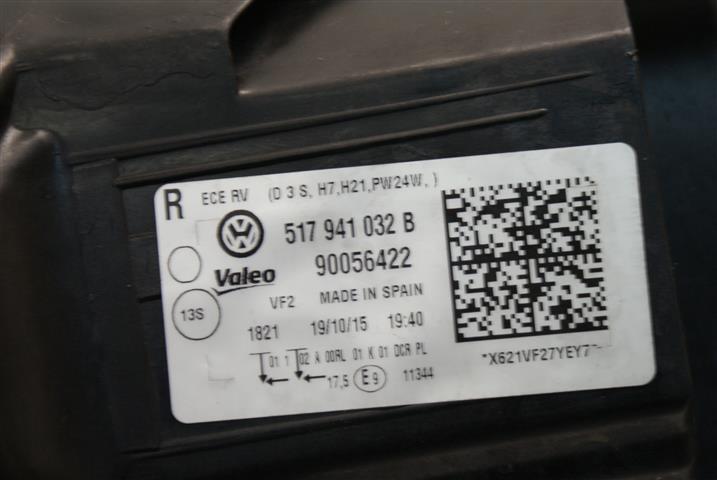 R ECE RV (D 3 S, H7,H21,PW24W, )
517 941 032 B
Valeo 90056422
13S VF2 MADE IN SPAIN
1821 19/10/15 19:40
01 1 02 A 00RL 01 K 01 DCR PL
17,5 E9 11344
*X621VF27YEY7*